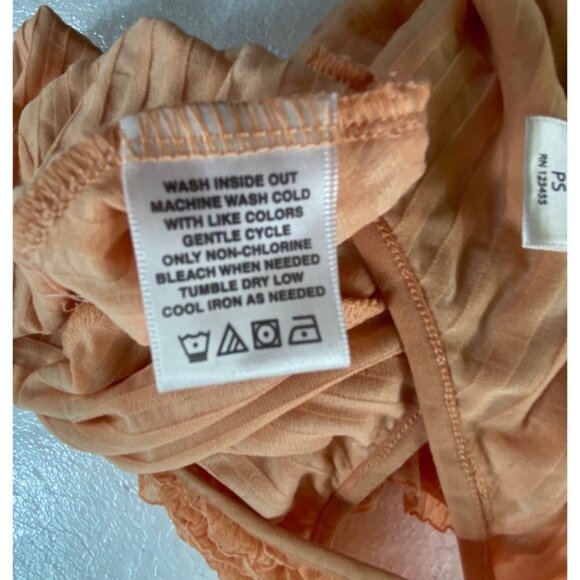 WASH INSIDE OUT
MACHINE WASH COLD
WITH LIKE COLORS
GENTLE CYCLE
ONLY NON-CHLORINE
BLEACH WHEN NEEDED
TUMBLE DRY LOW
COOL IRON AS NEEDED
PS
RN 123455